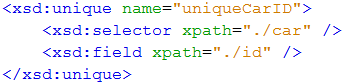 <xsd:unique name="uniqueCarID">
    <xsd:selector xpath="./car" />
    <xsd:field xpath="./id" />
</xsd:unique>